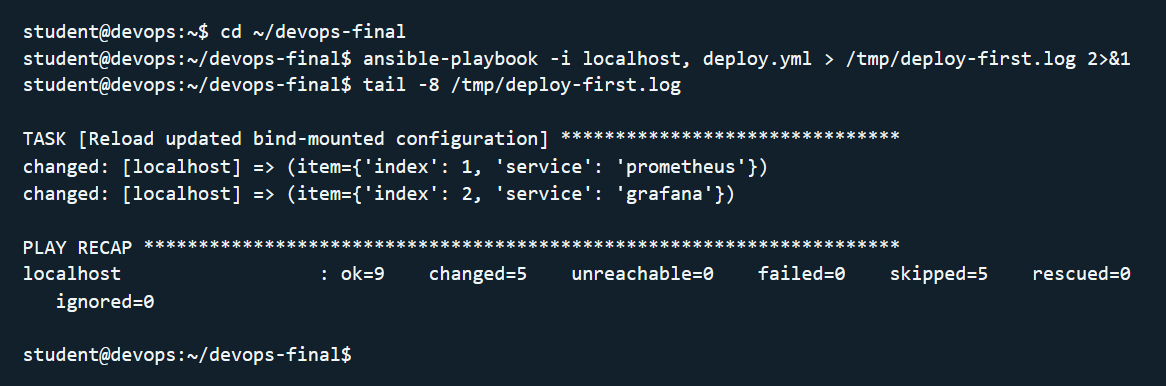 student@devops:~$ cd ~/devops-final
student@devops:~/devops-final$ ansible-playbook -i localhost, deploy.yml > /tmp/deploy-first.log 2>&1
student@devops:~/devops-final$ tail -8 /tmp/deploy-first.log
TASK [Reload updated bind-mounted configuration] *******************************
changed: [localhost] => (item={'index': 1, 'service': 'prometheus'})
changed: [localhost] => (item={'index': 2, 'service': 'grafana'})
PLAY RECAP *********************************************************************
localhost                  : ok=9    changed=5    unreachable=0    failed=0    skipped=5    rescued=0
   ignored=0
student@devops:~/devops-final$